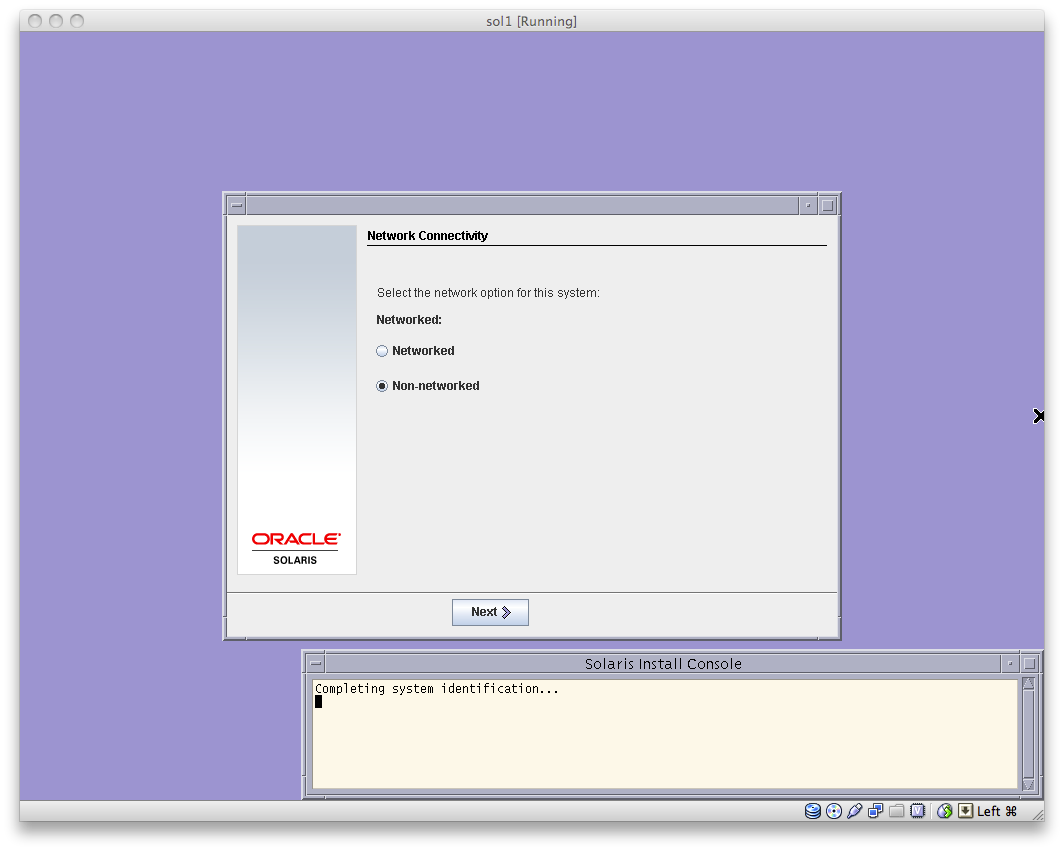 sol1 [Running]
Network Connectivity
Select the network option for this system:
Networked:
Networked
Non-networked
ORACLE
SOLARIS
Next
Solaris Install Console
Completing system identification...
Left ⌘